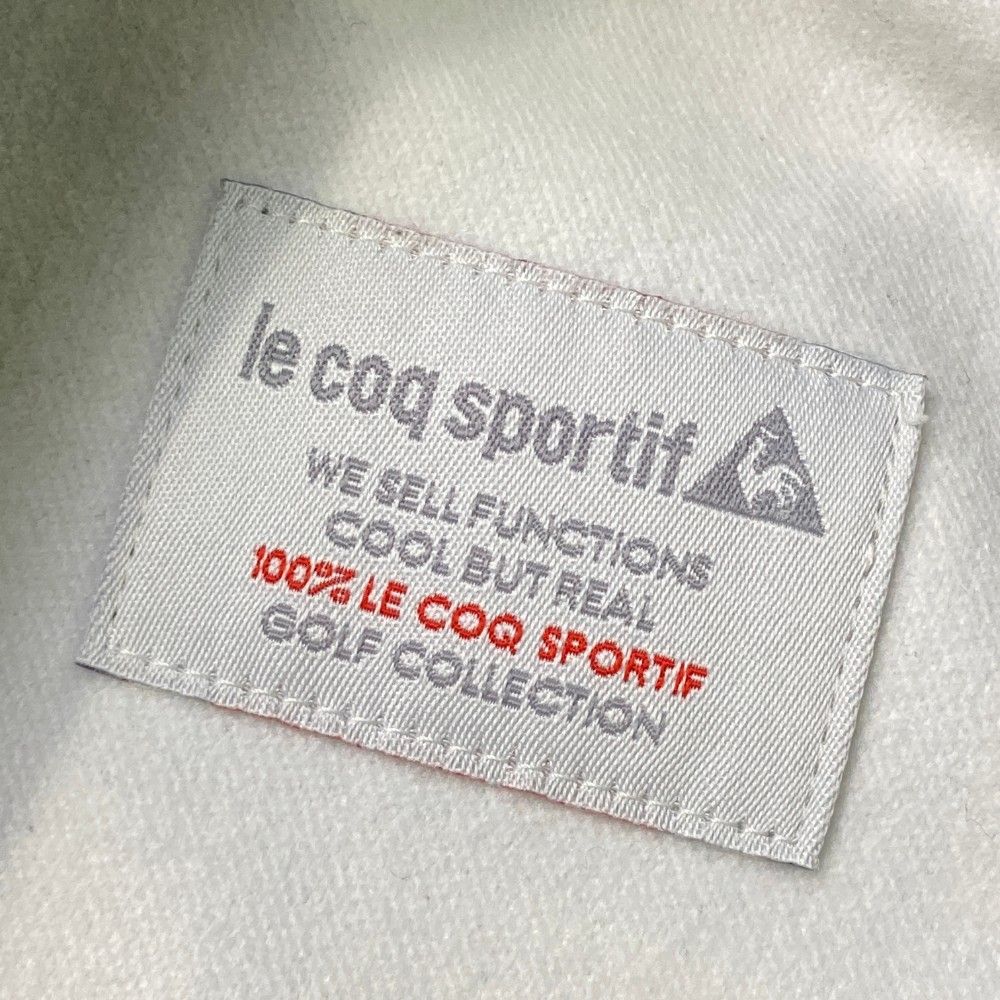 le coq sportif
WE SELL FUNCTIONS
COOL BUT REAL
100% LE COQ SPORTIF
GOLF COLLECTION